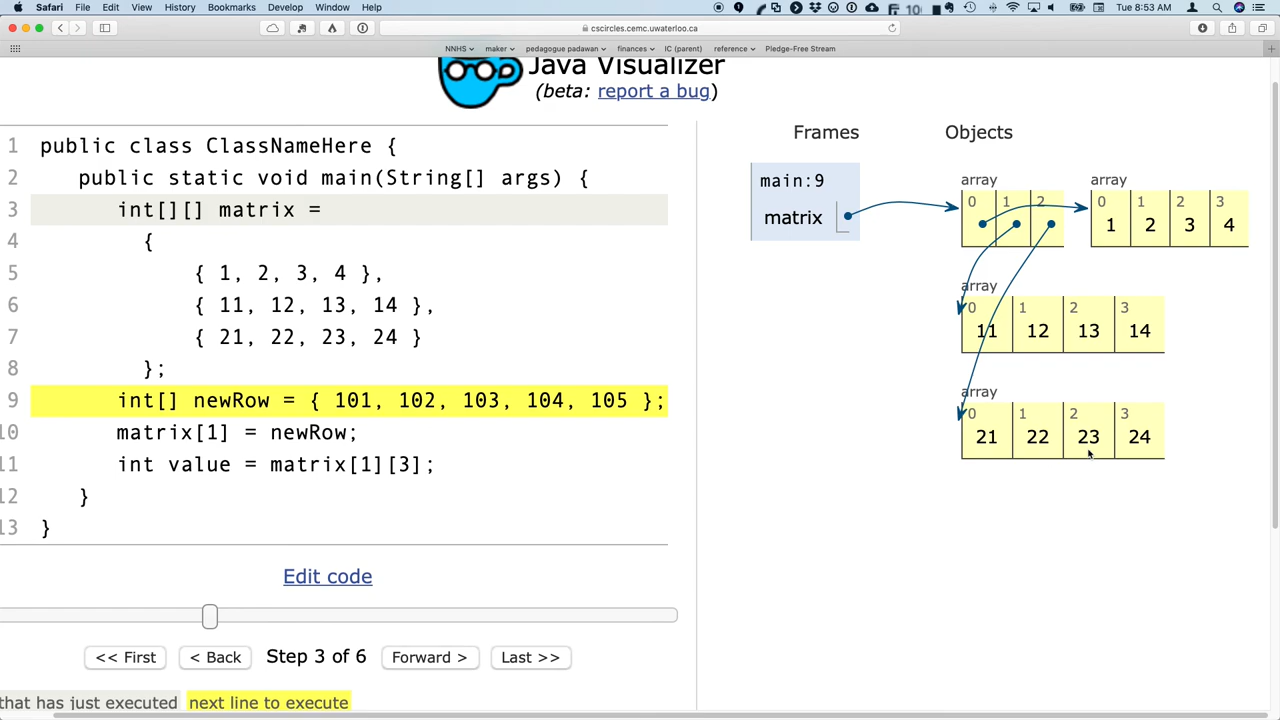 Safari File Edit View History Bookmarks Develop Window Help
10
Tue 8:53 AM
cscircles.cemc.uwaterloo.ca
NNHS maker pedagogue padawan finances IC (parent) reference Pledge-Free Stream
Java Visualizer
(beta: report a bug)
1 public class ClassNameHere {
2 public static void main(String[] args) {
3 int[][] matrix =
4 {
5 { 1, 2, 3, 4 },
6 { 11, 12, 13, 14 },
7 { 21, 22, 23, 24 }
8 };
9 int[] newRow = { 101, 102, 103, 104, 105 };
10 matrix[1] = newRow;
11 int value = matrix[1][3];
12 }
13 }
Edit code
<< First < Back Step 3 of 6 Forward > Last >>
that has just executed next line to execute
Frames Objects
main:9
matrix
array
0 1 2
array
0 1 2 3
1 2 3 4
array
0 1 2 3
11 12 13 14
array
0 1 2 3
21 22 23 24